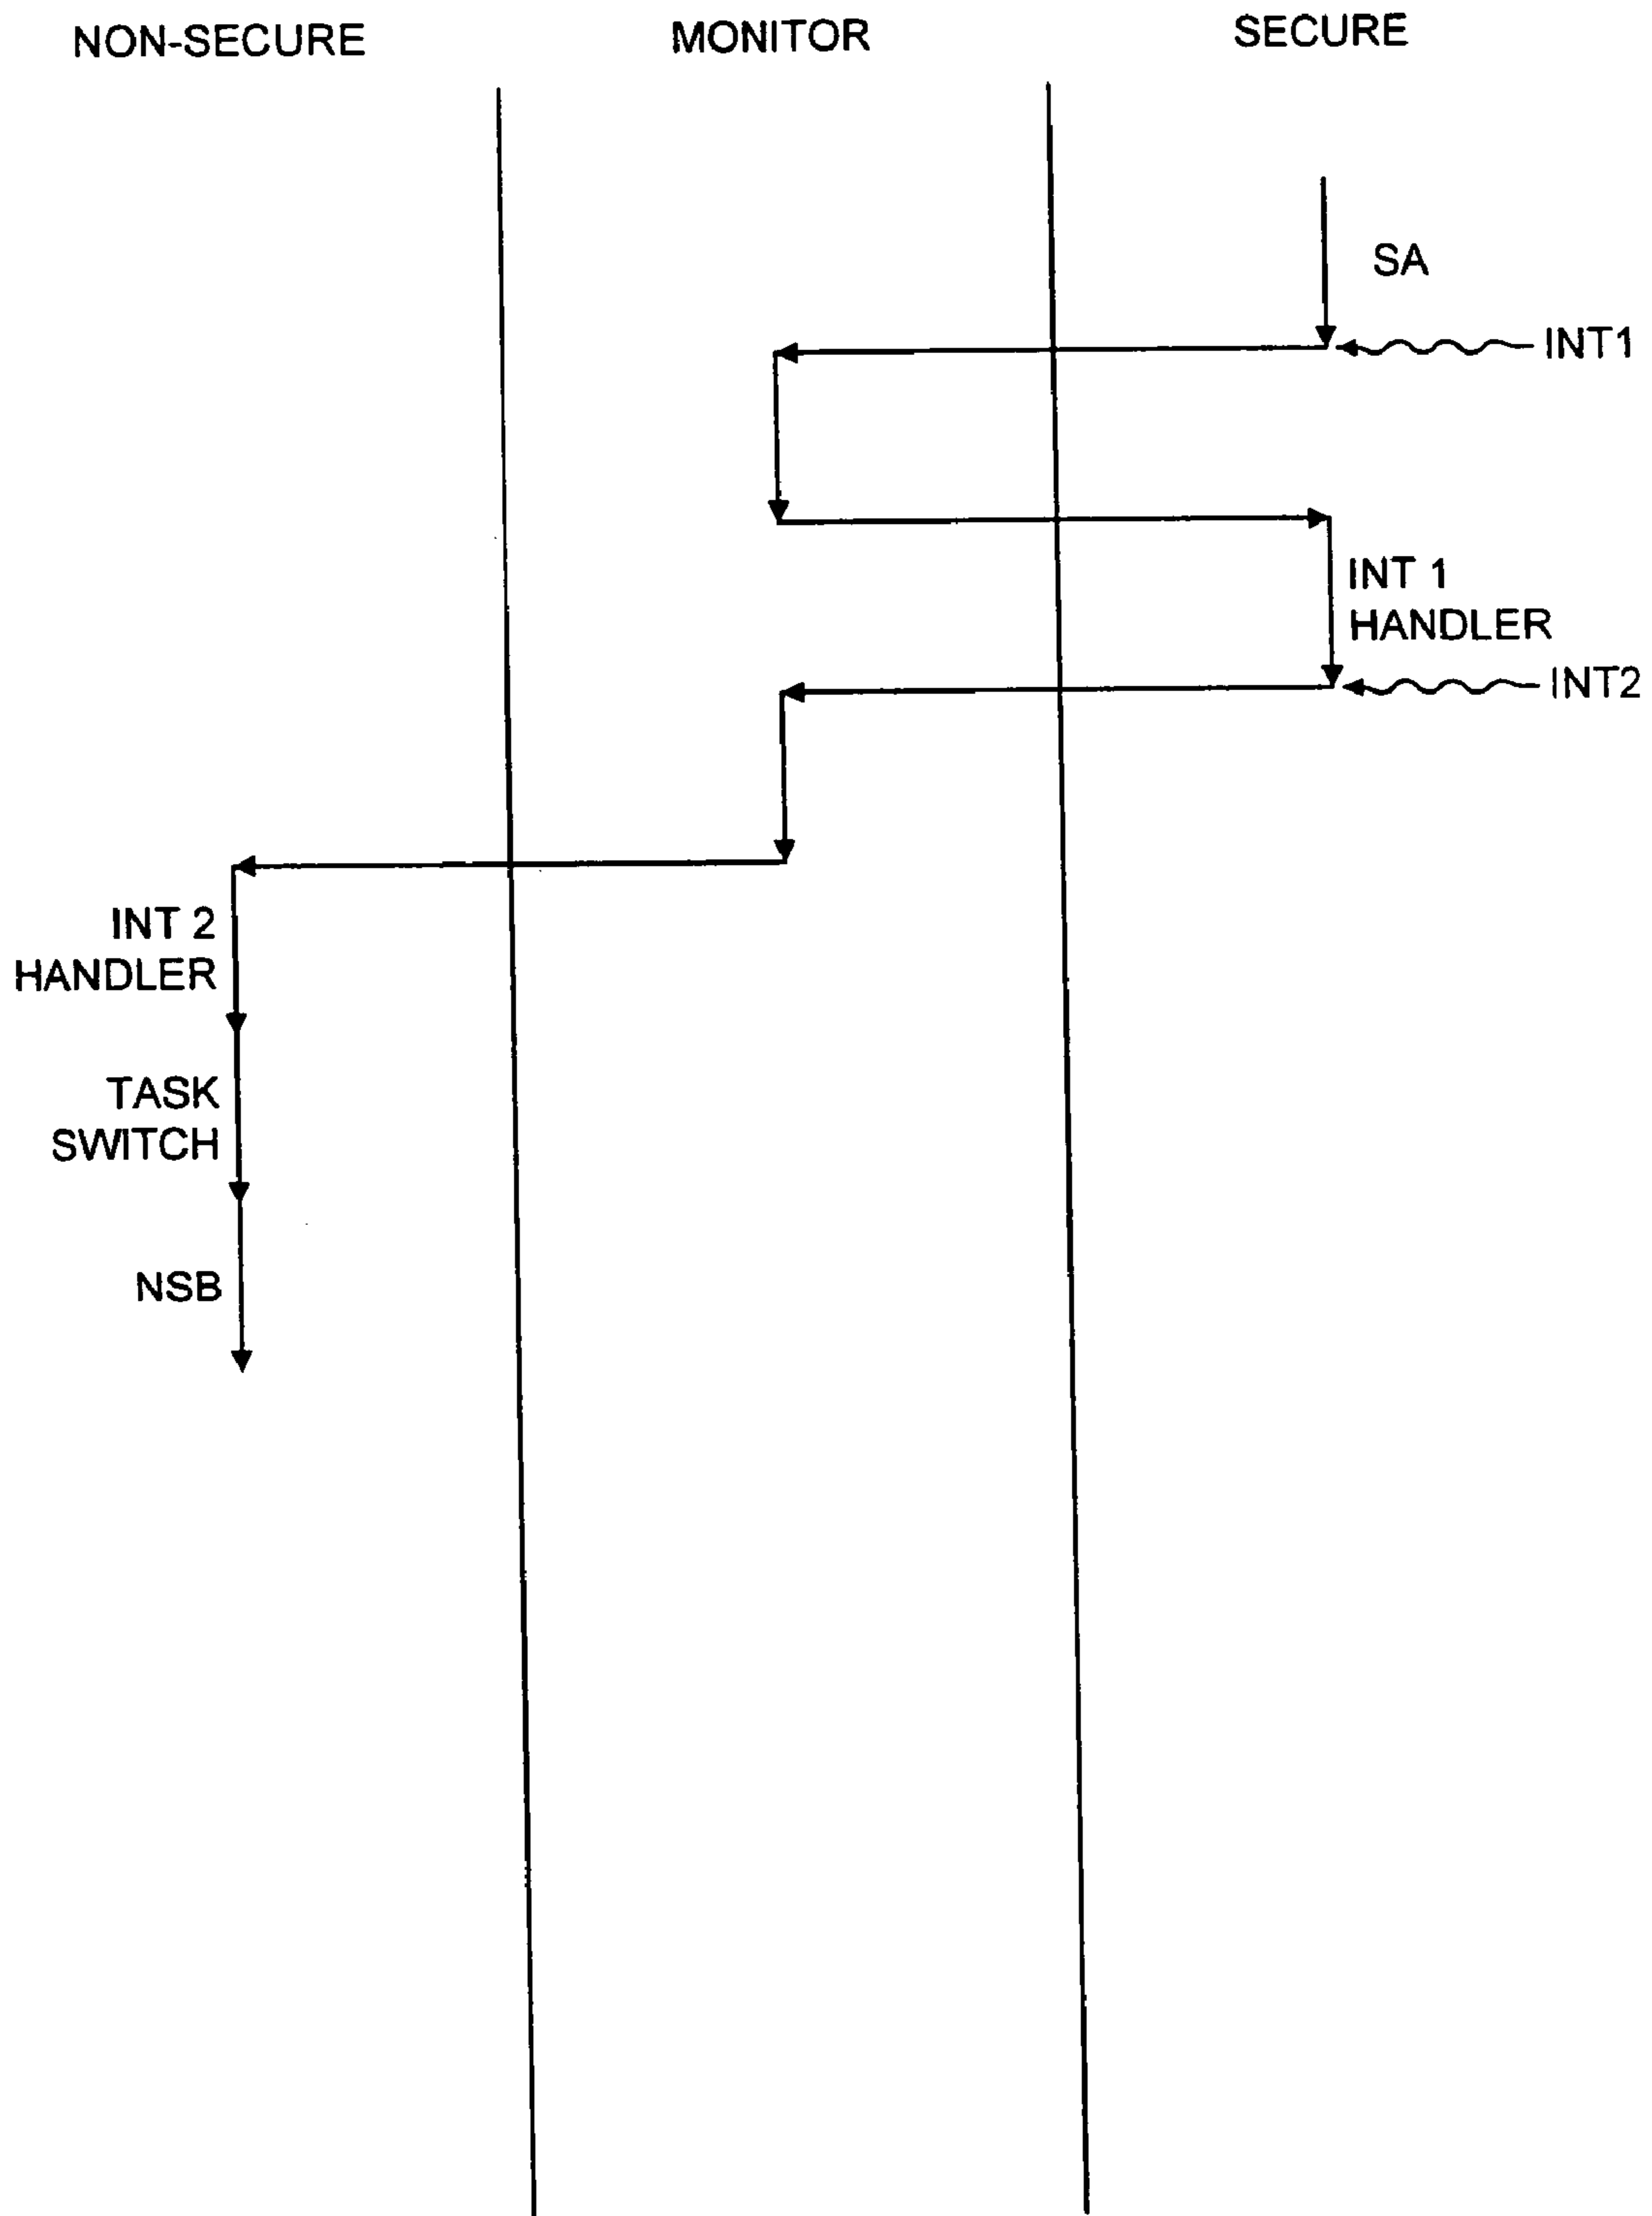 NON-SECURE
MONITOR
SECURE
SA
INT1
INT 1
HANDLER
INT2
INT 2
HANDLER
TASK
SWITCH
NSB